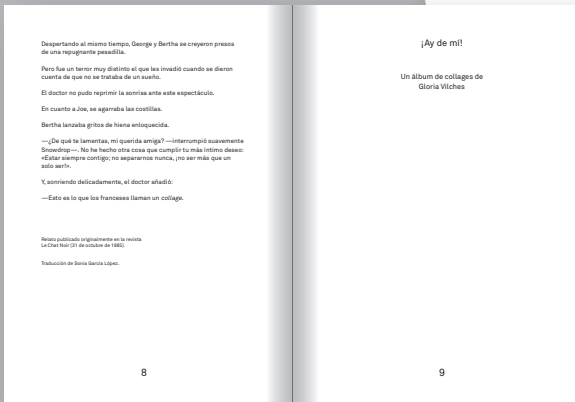 Despertando al mismo tiempo, George y Bertha se creyeron presos
de una repugnante pesadilla.
Pero fue un terror muy distinto el que les invadió cuando se dieron
cuenta de que no se trataba de un sueño.
El doctor no pudo reprimir la sonrisa ante este espectáculo.
En cuanto a Joe, se agarraba las costillas.
Bertha lanzaba gritos de hiena enloquecida.
—¿De qué te lamentas, mi querida amiga? —interrumpió suavemente
Snowdrop—. No he hecho otra cosa que cumplir tu más íntimo deseo:
«Estar siempre contigo; no separarnos nunca, ¡no ser más que un
solo ser!».
Y, sonriendo delicadamente, el doctor añadió:
—Esto es lo que los franceses llaman un collage.
Relato publicado originalmente en la revista
Le Chat Noir (31 de octubre de 1885).
Traducción de Sonia García López.
8
¡Ay de mí!
Un álbum de collages de
Gloria Vilches
9